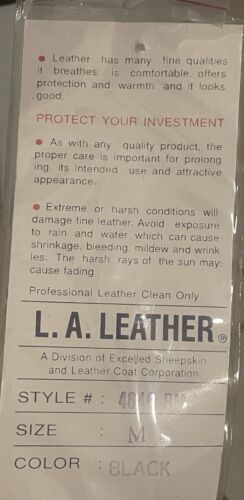 • Leather has many fine qualities
it breathes, is comfortable, offers
protection and warmth and it looks
good.
PROTECT YOUR INVESTMENT
• As with any quality product, the
proper care is important for prolong
ing, its intended use and attractive
appearance.
• Extreme or harsh conditions will
damage fine leather. Avoid exposure
to rain and water which can cause
shrinkage, bleeding, mildew and wrink
les. The harsh rays of the sun may
cause fading.
Professional Leather Clean Only
L.A. LEATHER®
A Division of Excelled Sheepskin
and Leather Coat Corporation
STYLE # :
SIZE : M
COLOR : BLACK